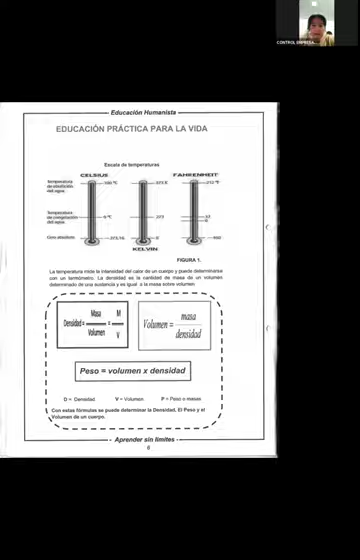 CONTROL EMPRESA...
Educación Humanista
EDUCACIÓN PRÁCTICA PARA LA VIDA
Escala de temperaturas
CELSIUS
FAHRENHEIT
Temperatura
de ebullición
del agua.
100 °C
373 K
212 °F
Temperatura
de congelación
del agua.
0 °C
273
32
0
Cero absoluto
0
KELVIN
FIGURA 1.
La temperatura mide la intensidad del calor de un cuerpo y puede determinarse
con un termómetro. La densidad es la cantidad de masa de un volumen
determinado de una sustancia y es igual a la masa sobre volumen:
Densidad = Masa = M
Volumen V
Volumen = masa
densidad
Peso = volumen x densidad
D = Densidad. V = Volumen P = Peso o masas
Con estas fórmulas se puede determinar la Densidad, El Peso y el
Volumen de un cuerpo.
Aprender sin límites
6